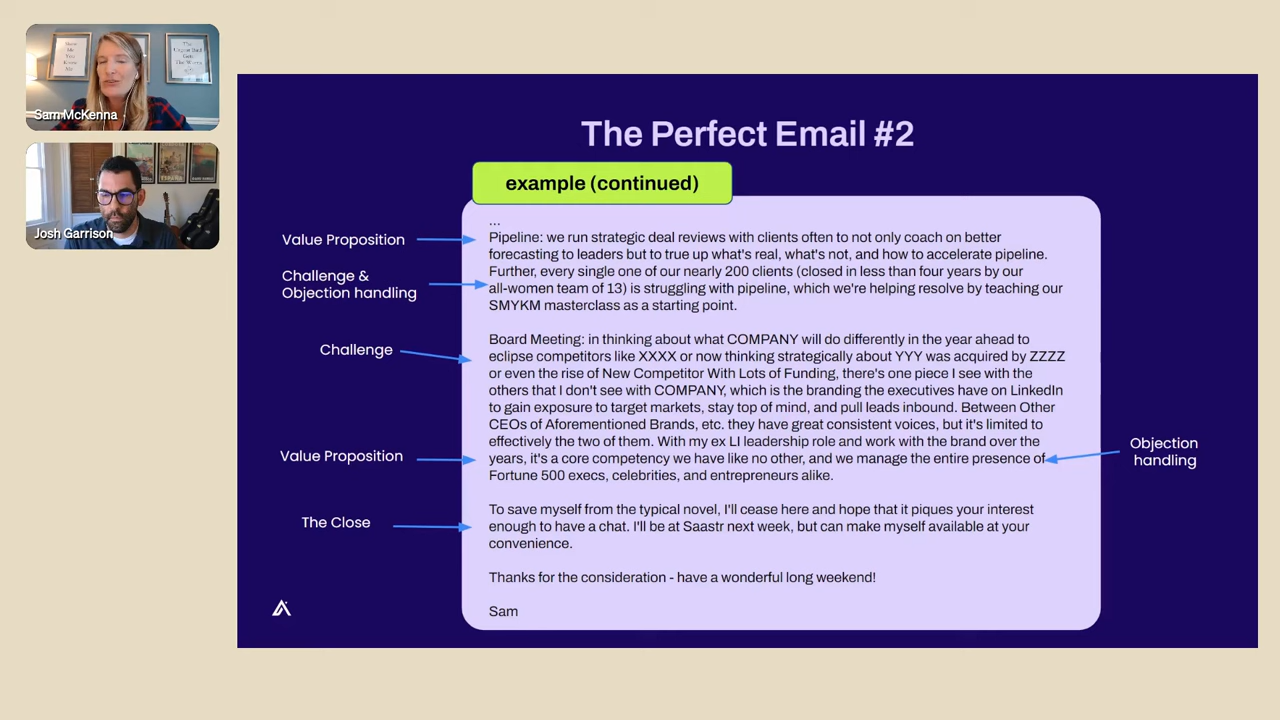 Show
Me
You
Know
Me
The
Urgent Bird
Gets
The Worm
Sam McKenna
Josh Garrison
The Perfect Email #2
example (continued)
...
Value Proposition
Pipeline: we run strategic deal reviews with clients often to not only coach on better
forecasting to leaders but to true up what's real, what's not, and how to accelerate pipeline.
Challenge &
Objection handling
Further, every single one of our nearly 200 clients (closed in less than four years by our
all-women team of 13) is struggling with pipeline, which we're helping resolve by teaching our
SMYKM masterclass as a starting point.
Challenge
Board Meeting: in thinking about what COMPANY will do differently in the year ahead to
eclipse competitors like XXXX or now thinking strategically about YYY was acquired by ZZZZ
or even the rise of New Competitor With Lots of Funding, there's one piece I see with the
others that I don't see with COMPANY, which is the branding the executives have on LinkedIn
to gain exposure to target markets, stay top of mind, and pull leads inbound. Between Other
CEOs of Aforementioned Brands, etc. they have great consistent voices, but it's limited to
effectively the two of them. With my ex LI leadership role and work with the brand over the
Value Proposition
years, it's a core competency we have like no other, and we manage the entire presence of
Fortune 500 execs, celebrities, and entrepreneurs alike.
Objection
handling
The Close
To save myself from the typical novel, I'll cease here and hope that it piques your interest
enough to have a chat. I'll be at Saastr next week, but can make myself available at your
convenience.
Thanks for the consideration - have a wonderful long weekend!
Sam